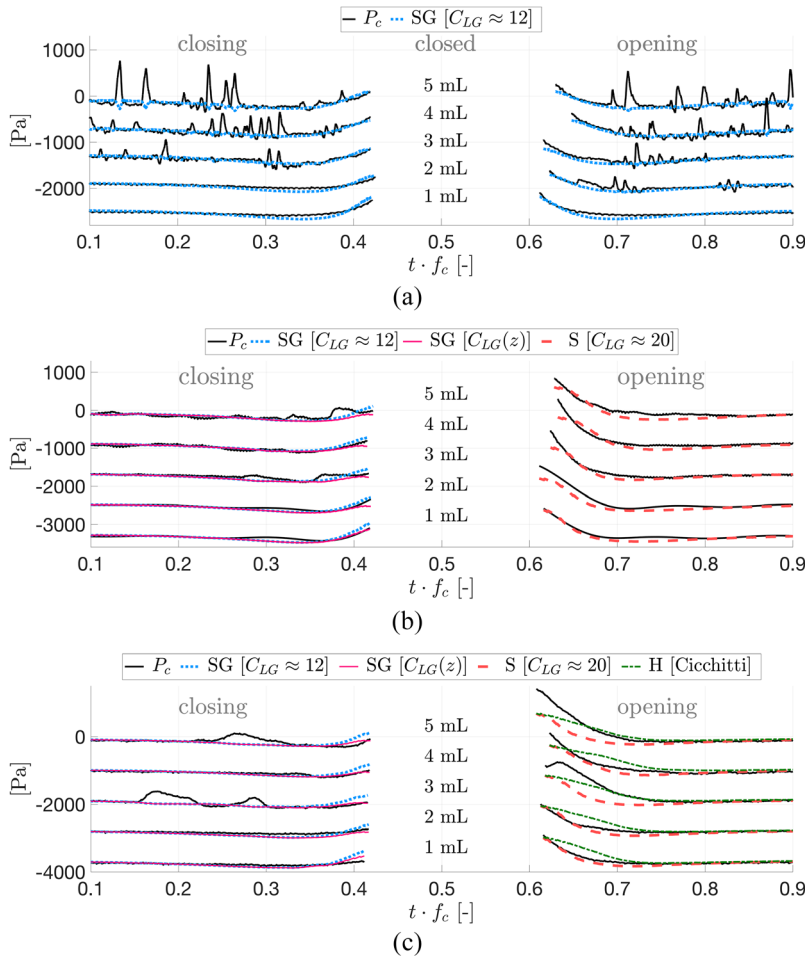 P_c SG [C_LG ≈ 12]
closing closed opening
1000
0
-1000
-2000
[Pa]
5 mL
4 mL
3 mL
2 mL
1 mL
0.1 0.2 0.3 0.4 0.5 0.6 0.7 0.8 0.9
t · f_c [-]
(a)
P_c SG [C_LG ≈ 12] SG [C_LG(z)] S [C_LG ≈ 20]
closing opening
1000
0
-1000
-2000
-3000
[Pa]
5 mL
4 mL
3 mL
2 mL
1 mL
0.1 0.2 0.3 0.4 0.5 0.6 0.7 0.8 0.9
t · f_c [-]
(b)
P_c SG [C_LG ≈ 12] SG [C_LG(z)] S [C_LG ≈ 20] H [Cicchitti]
closing opening
0
-2000
-4000
[Pa]
5 mL
4 mL
3 mL
2 mL
1 mL
0.1 0.2 0.3 0.4 0.5 0.6 0.7 0.8 0.9
t · f_c [-]
(c)